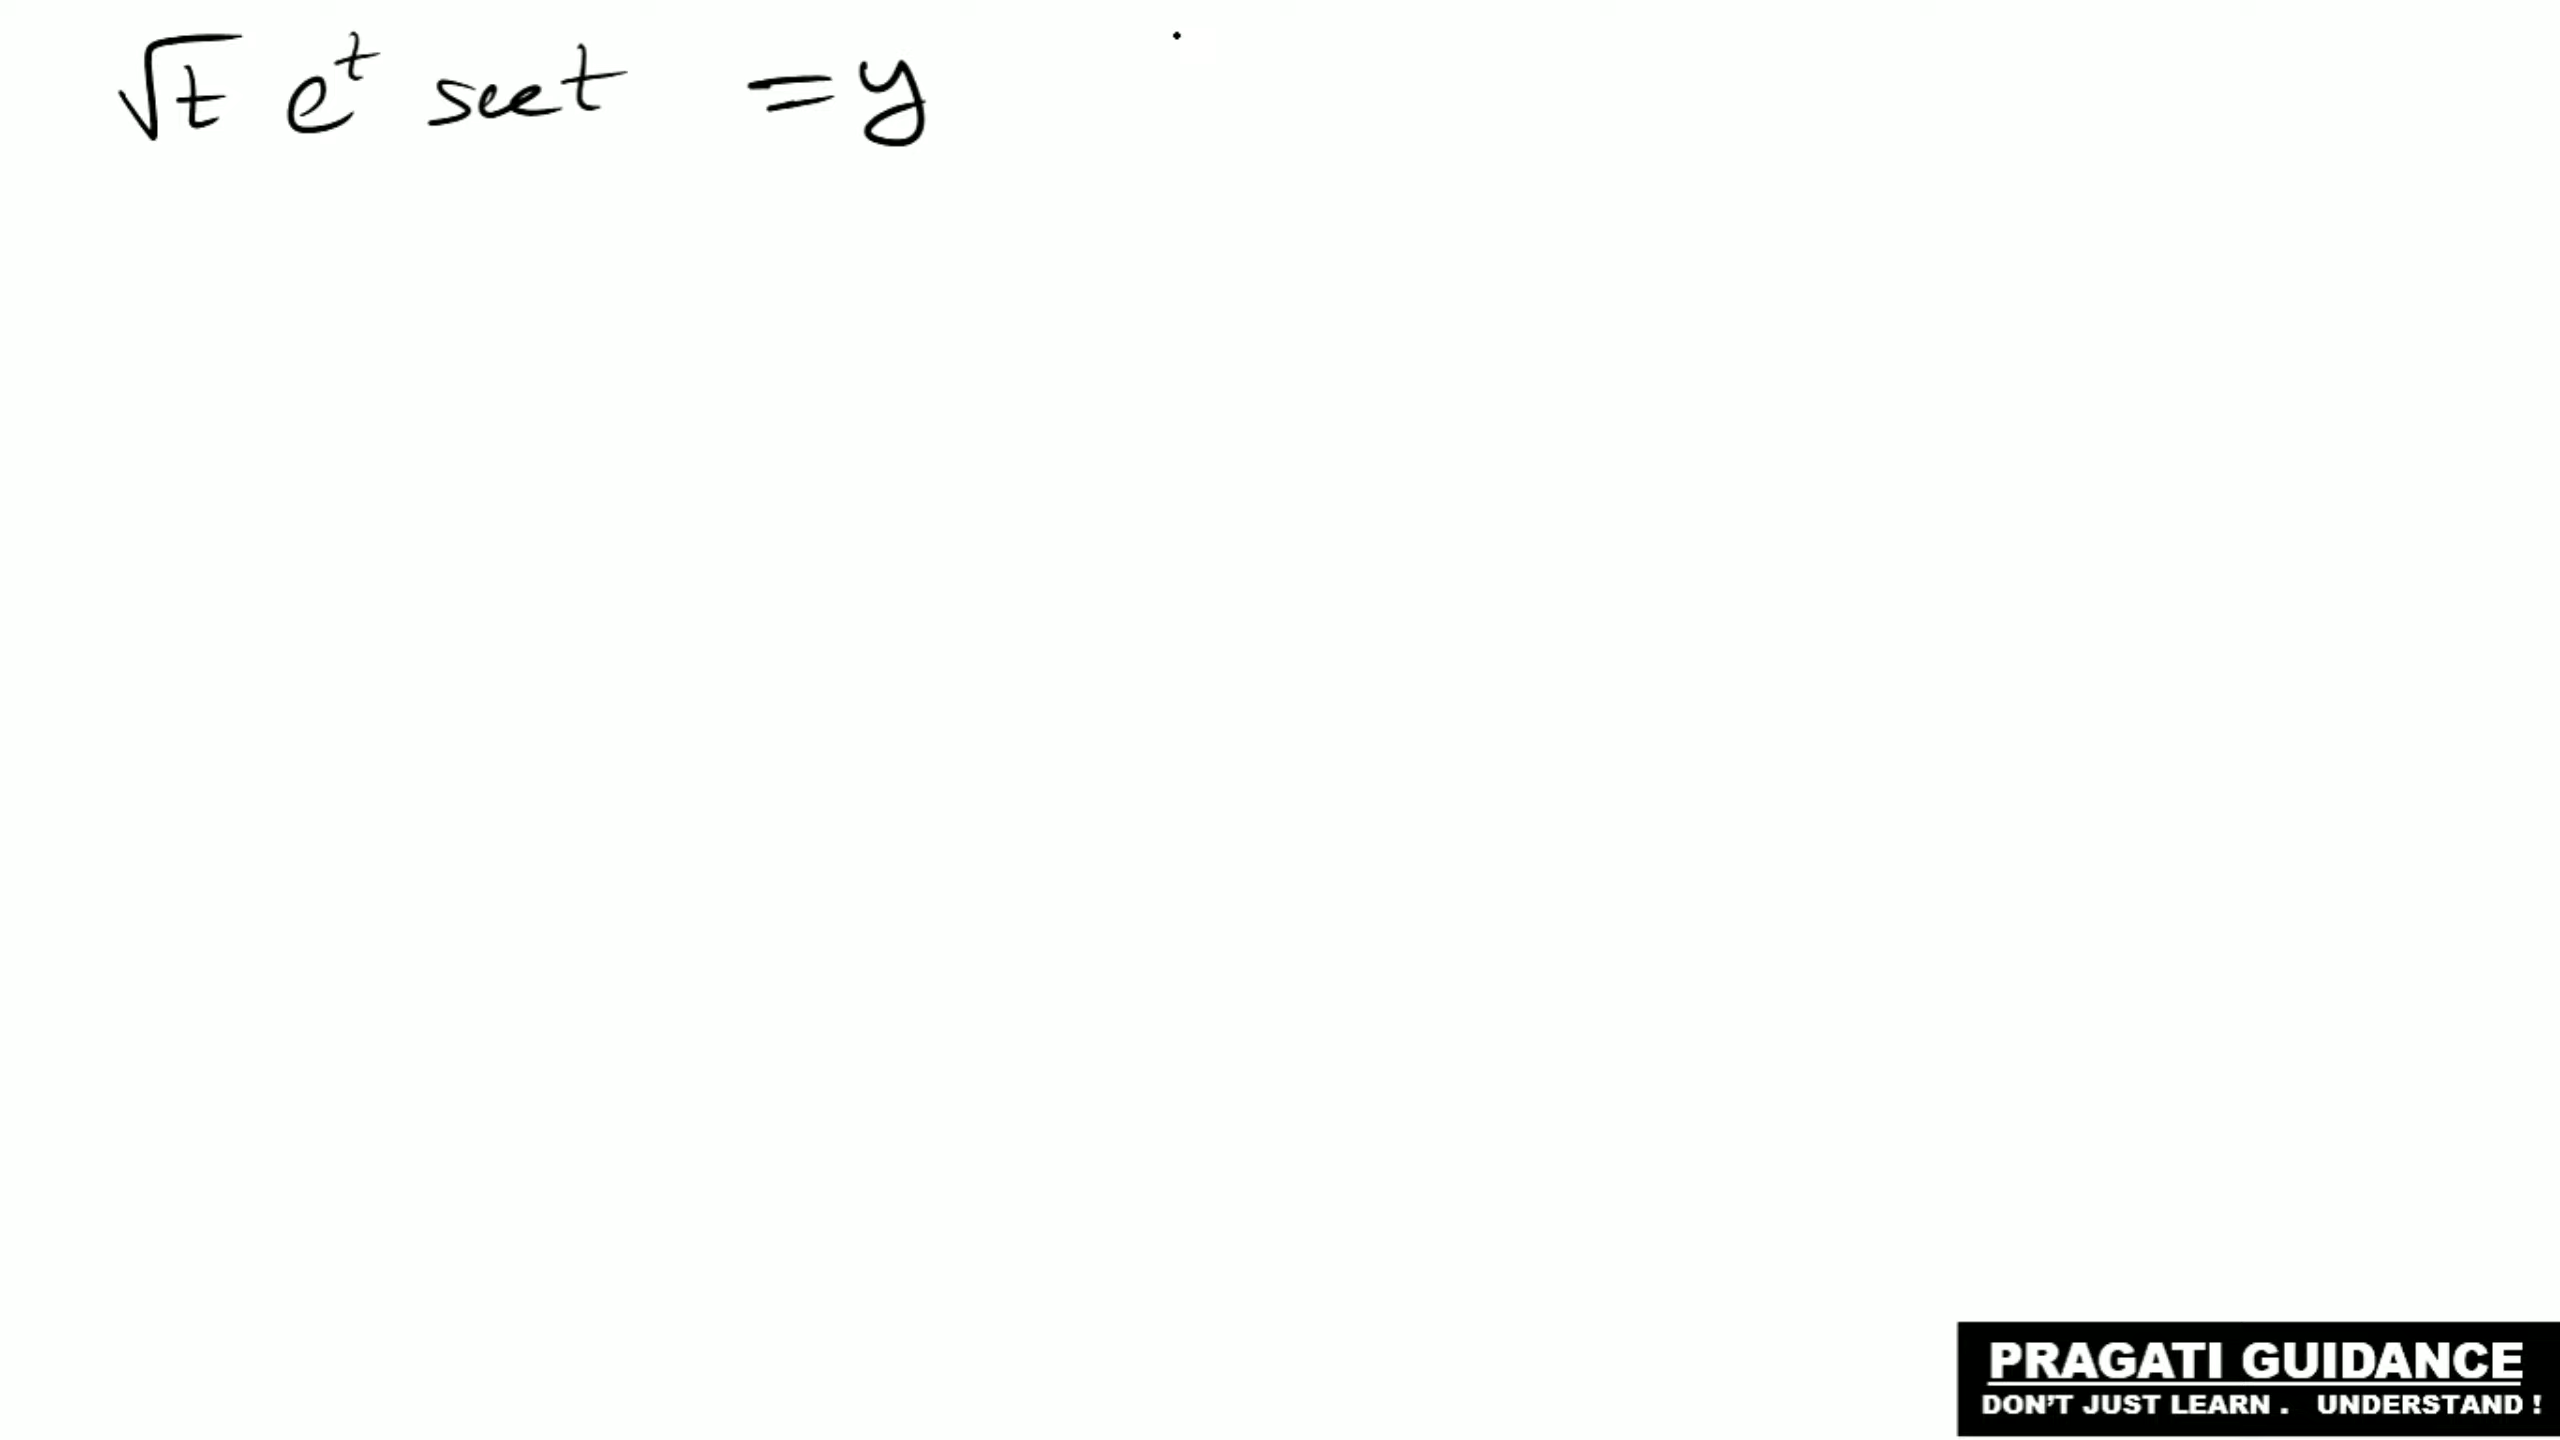 √t e^t sect = y
PRAGATI GUIDANCE
DON'T JUST LEARN . UNDERSTAND !